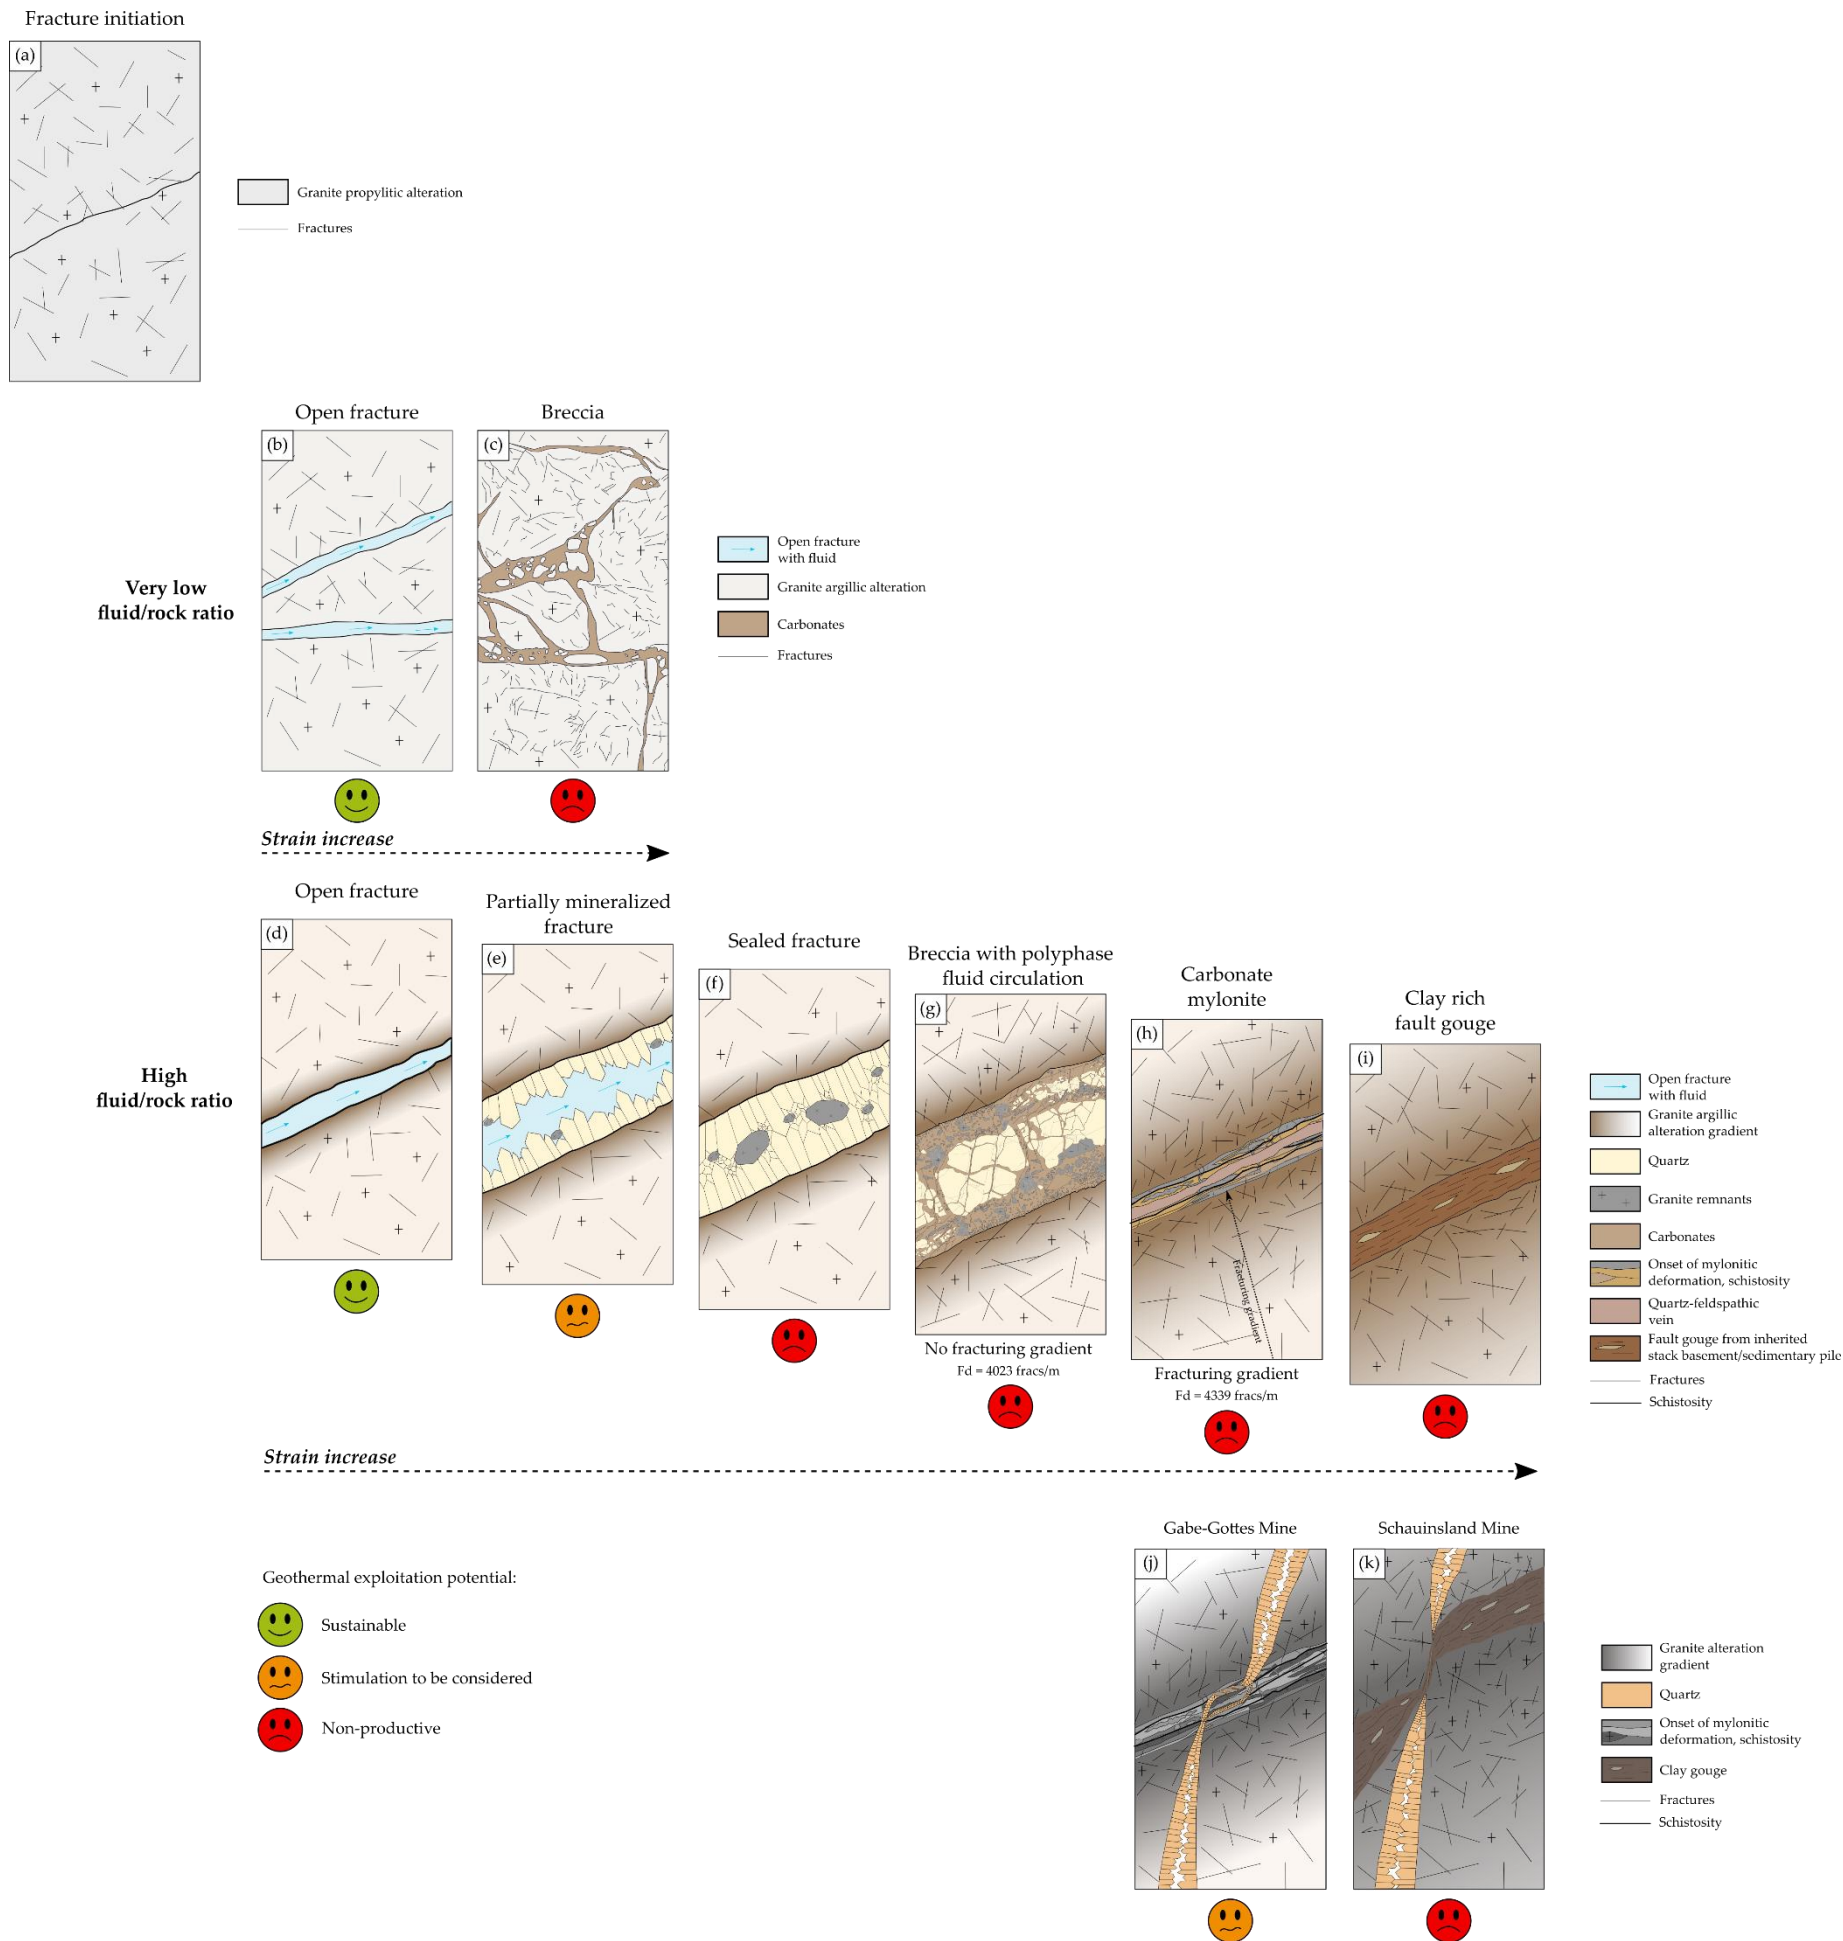 Fracture initiation
(a)
Granite propylitic alteration
Fractures
Open fracture
Breccia
(b)
(c)
Very low
fluid/rock ratio
Open fracture
with fluid
Granite argillic alteration
Carbonates
Fractures
Strain increase
Open fracture
Partially mineralized
fracture
Sealed fracture
Breccia with polyphase
fluid circulation
Carbonate
mylonite
Clay rich
fault gouge
(d)
(e)
(f)
(g)
(h)
(i)
High
fluid/rock ratio
Fracturing gradient
No fracturing gradient
Fd = 4023 fracs/m
Fracturing gradient
Fd = 4339 fracs/m
Open fracture
with fluid
Granite argillic
alteration gradient
Quartz
Granite remnants
Carbonates
Onset of mylonitic
deformation, schistosity
Quartz-feldspathic
vein
Fault gouge from inherited
stack basement/sedimentary pile
Fractures
Schistosity
Strain increase
Gabe-Gottes Mine
Schauinsland Mine
(j)
(k)
Geothermal exploitation potential:
Sustainable
Stimulation to be considered
Non-productive
Granite alteration
gradient
Quartz
Onset of mylonitic
deformation, schistosity
Clay gouge
Fractures
Schistosity